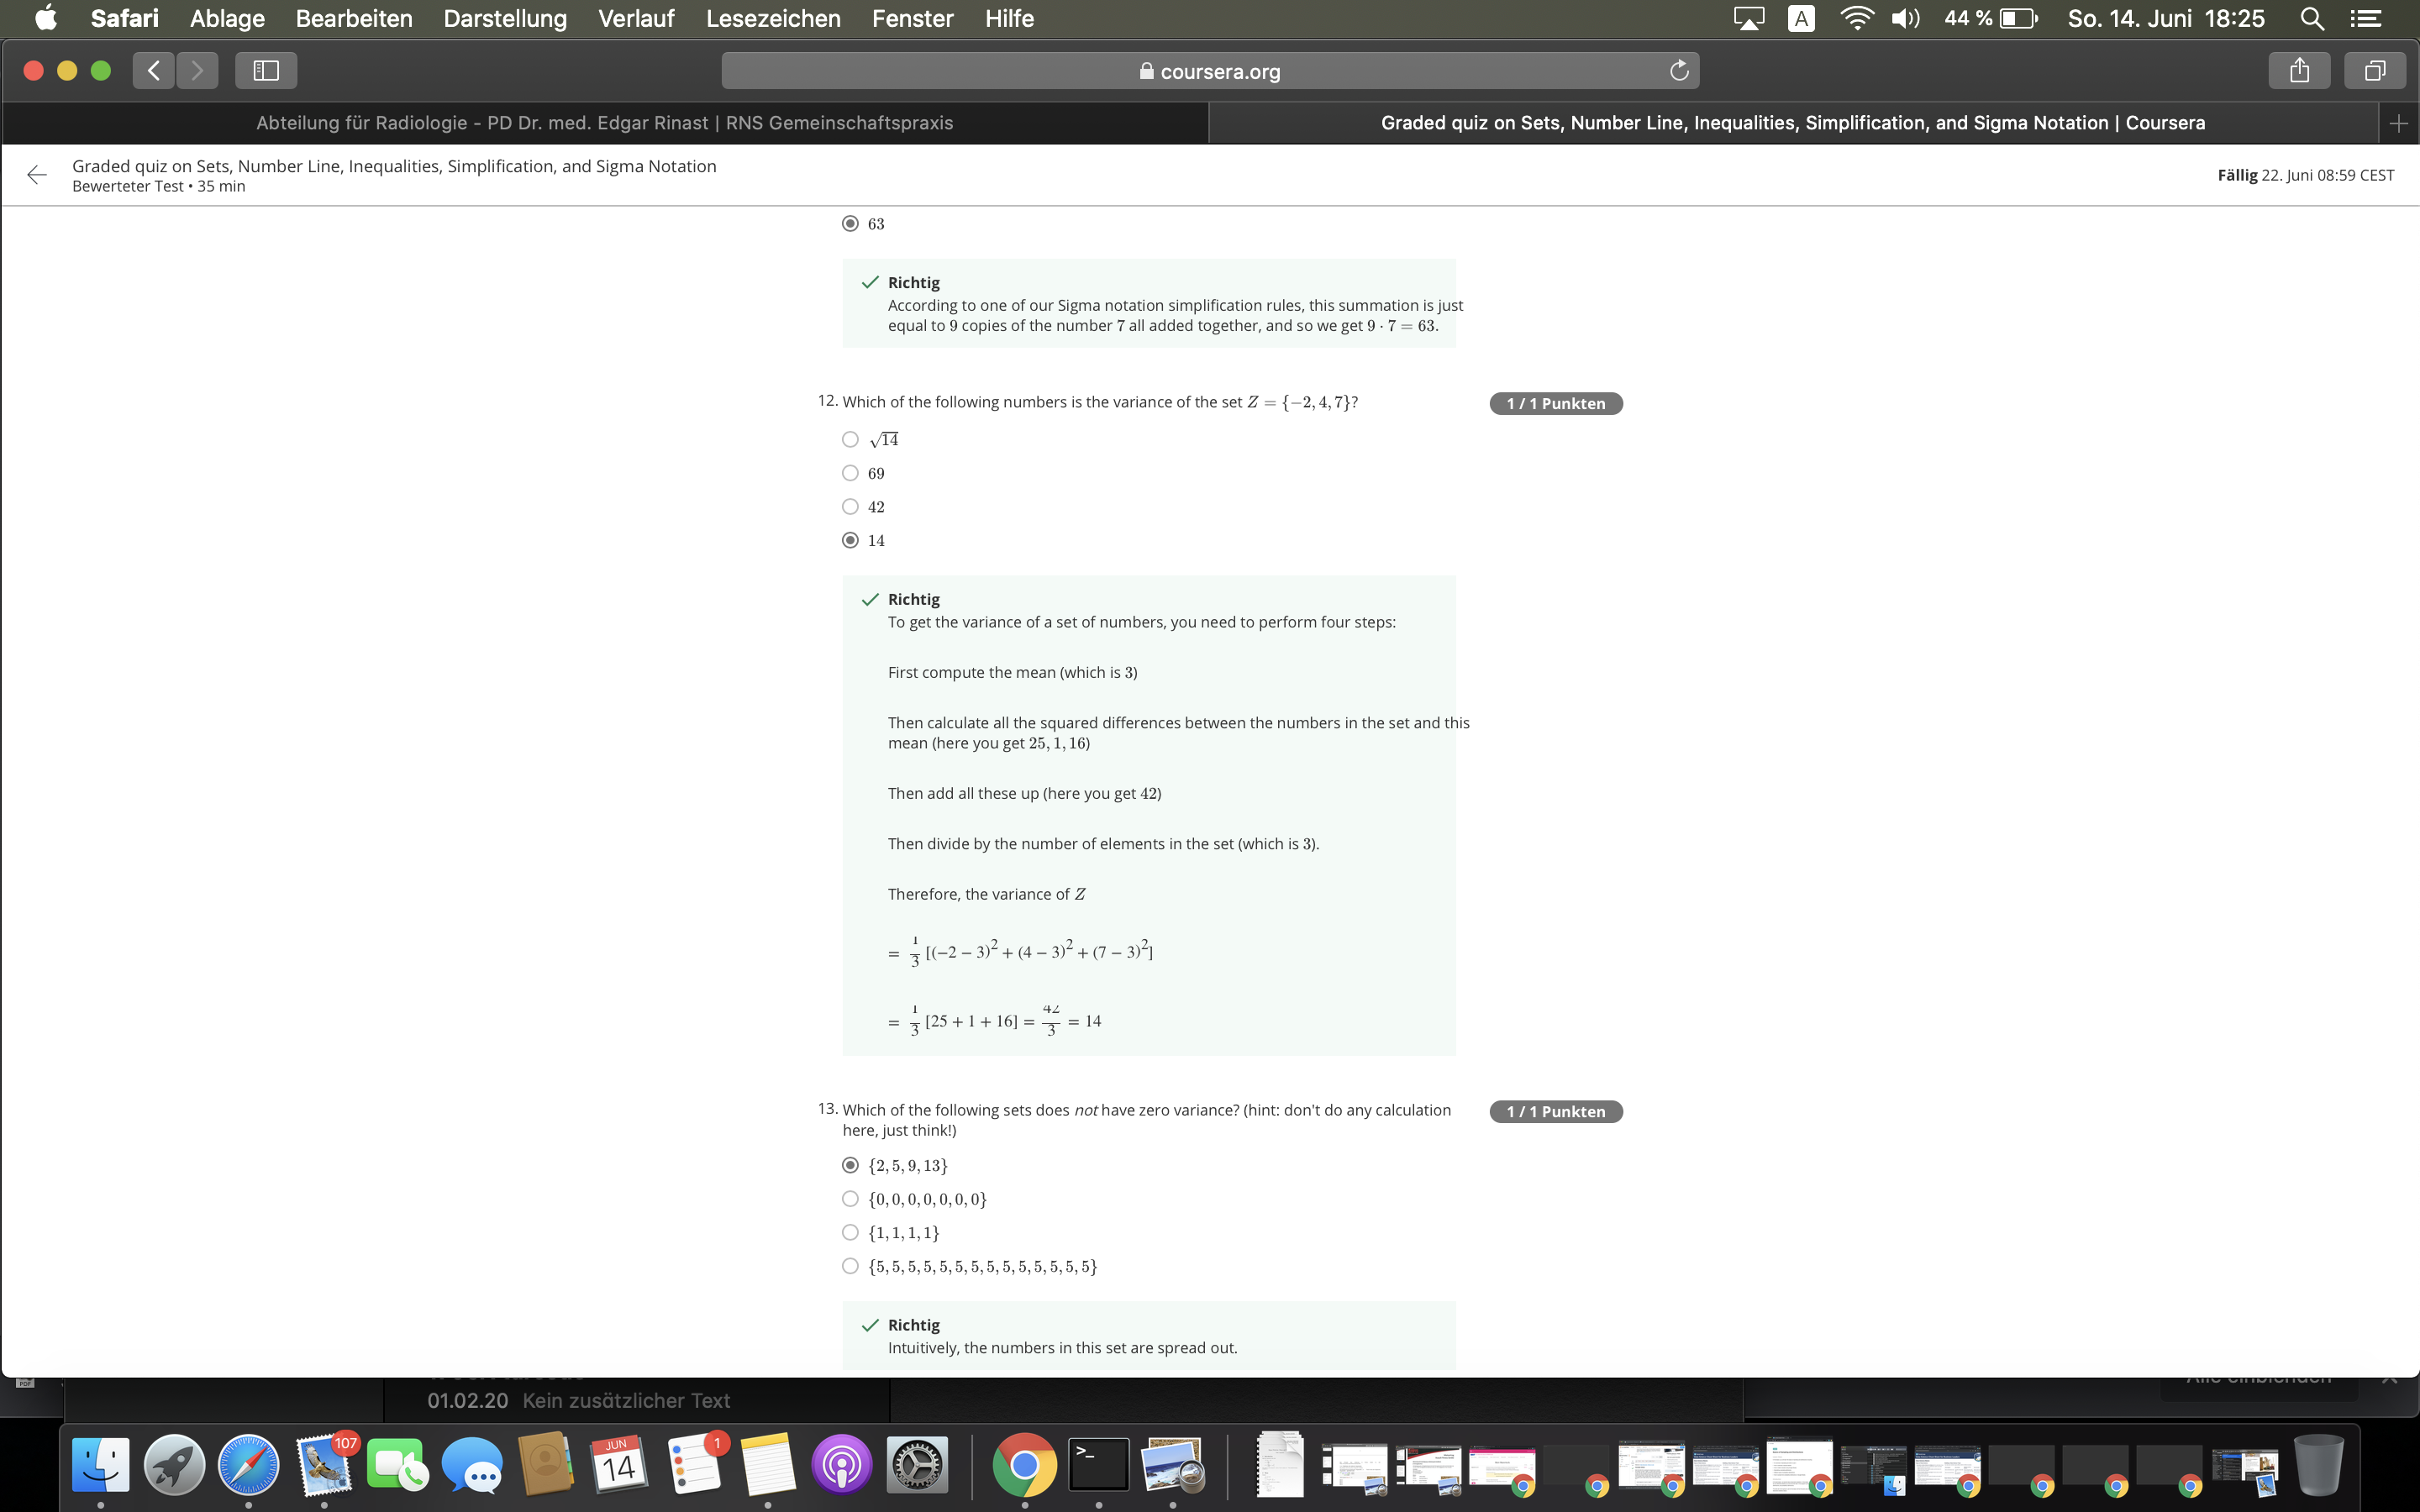 Safari Ablage Bearbeiten Darstellung Verlauf Lesezeichen Fenster Hilfe A 44 % So. 14. Juni 18:25
coursera.org
Abteilung für Radiologie - PD Dr. med. Edgar Rinast | RNS Gemeinschaftspraxis
Graded quiz on Sets, Number Line, Inequalities, Simplification, and Sigma Notation | Coursera
Graded quiz on Sets, Number Line, Inequalities, Simplification, and Sigma Notation
Bewerteter Test • 35 min
Fällig 22. Juni 08:59 CEST
63
Richtig
According to one of our Sigma notation simplification rules, this summation is just
equal to 9 copies of the number 7 all added together, and so we get 9 · 7 = 63.
12. Which of the following numbers is the variance of the set Z = {−2, 4, 7}?
1 / 1 Punkten
√14
69
42
14
Richtig
To get the variance of a set of numbers, you need to perform four steps:
First compute the mean (which is 3)
Then calculate all the squared differences between the numbers in the set and this
mean (here you get 25, 1, 16)
Then add all these up (here you get 42)
Then divide by the number of elements in the set (which is 3).
Therefore, the variance of Z
= 1/3 [(−2 − 3)² + (4 − 3)² + (7 − 3)²]
= 1/3 [25 + 1 + 16] = 42/3 = 14
13. Which of the following sets does not have zero variance? (hint: don't do any calculation
here, just think!)
1 / 1 Punkten
{2, 5, 9, 13}
{0, 0, 0, 0, 0, 0, 0}
{1, 1, 1, 1}
{5, 5, 5, 5, 5, 5, 5, 5, 5, 5, 5, 5, 5, 5}
Richtig
Intuitively, the numbers in this set are spread out.
Alle einblenden
01.02.20 Kein zusätzlicher Text
107
JUN
14
1
>_